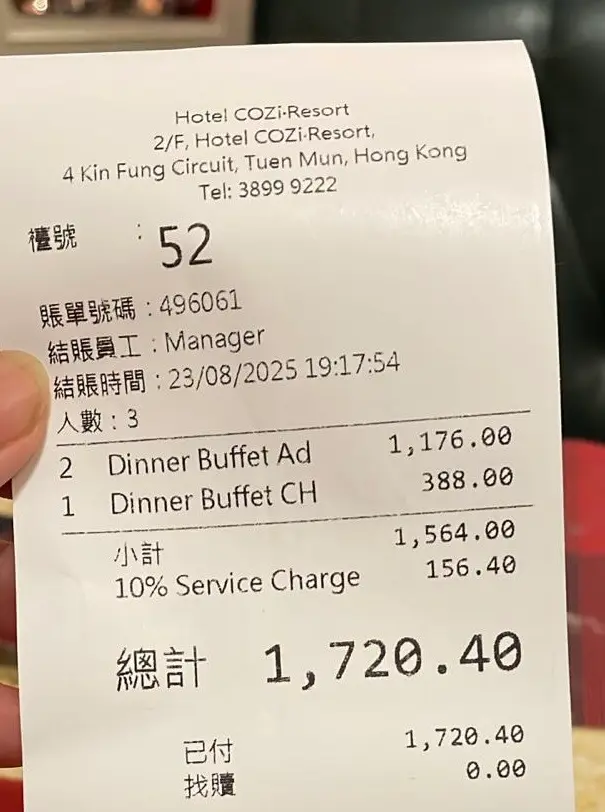 Hotel COZi·Resort
2/F, Hotel COZi·Resort,
4 Kin Fung Circuit, Tuen Mun, Hong Kong
Tel: 3899 9222
檯號 : 52
賬單號碼 : 496061
結賬員工 : Manager
結賬時間 : 23/08/2025 19:17:54
人數 : 3
2 Dinner Buffet Ad 1,176.00
1 Dinner Buffet CH 388.00
小計 1,564.00
10% Service Charge 156.40
總計 1,720.40
已付 1,720.40
找贖 0.00